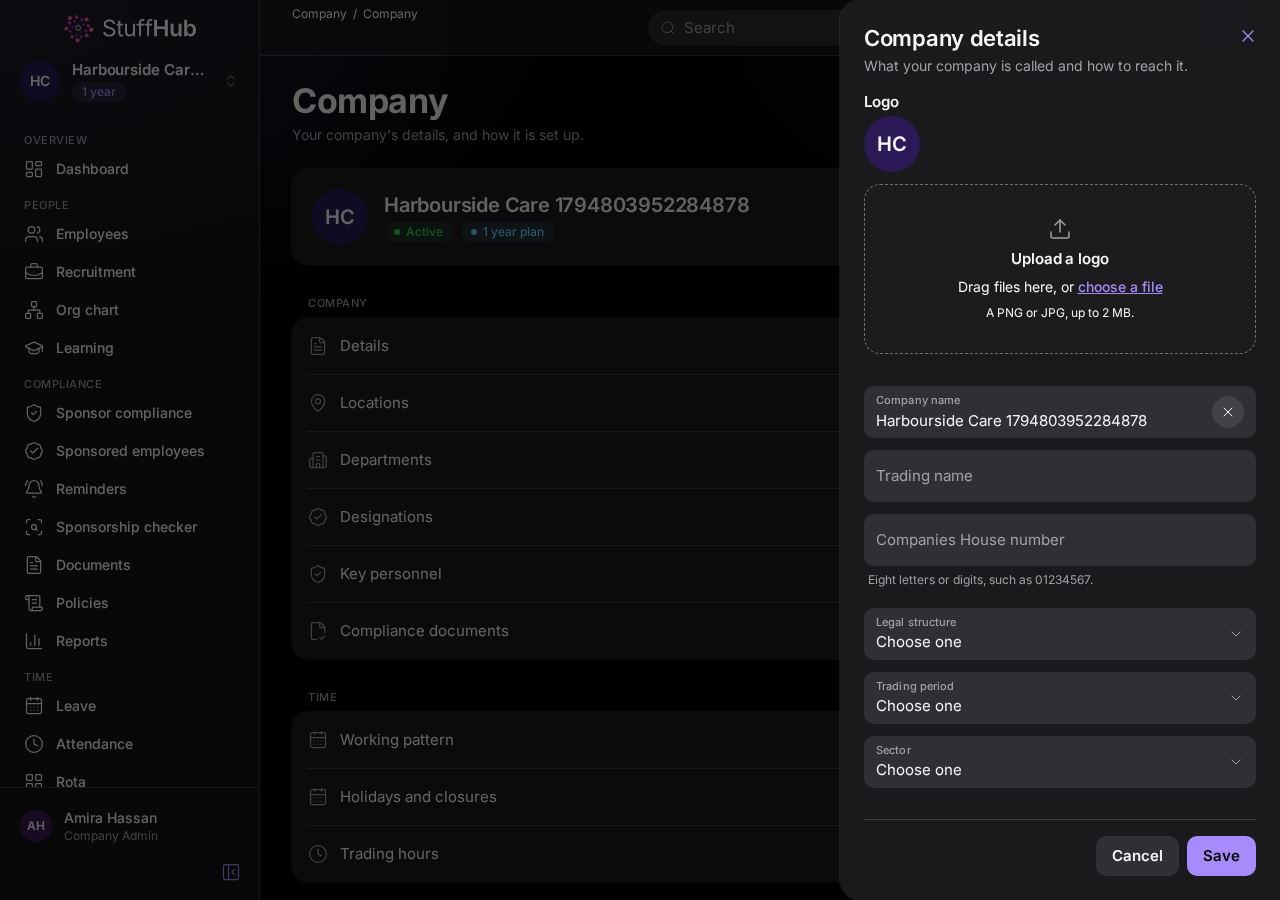 StuffHub
HC
Harbourside Car...
1 year
OVERVIEW
Dashboard
PEOPLE
Employees
Recruitment
Org chart
Learning
COMPLIANCE
Sponsor compliance
Sponsored employees
Reminders
Sponsorship checker
Documents
Policies
Reports
TIME
Leave
Attendance
Rota
AH
Amira Hassan
Company Admin
Company / Company
Search
Company
Your company's details, and how it is set up.
HC
Harbourside Care 1794803952284878
Active
1 year plan
COMPANY
Details
Locations
Departments
Designations
Key personnel
Compliance documents
TIME
Working pattern
Holidays and closures
Trading hours
Company details
What your company is called and how to reach it.
Logo
HC
Upload a logo
Drag files here, or choose a file
A PNG or JPG, up to 2 MB.
Company name
Harbourside Care 1794803952284878
Trading name
Companies House number
Eight letters or digits, such as 01234567.
Legal structure
Choose one
Trading period
Choose one
Sector
Choose one
Cancel
Save